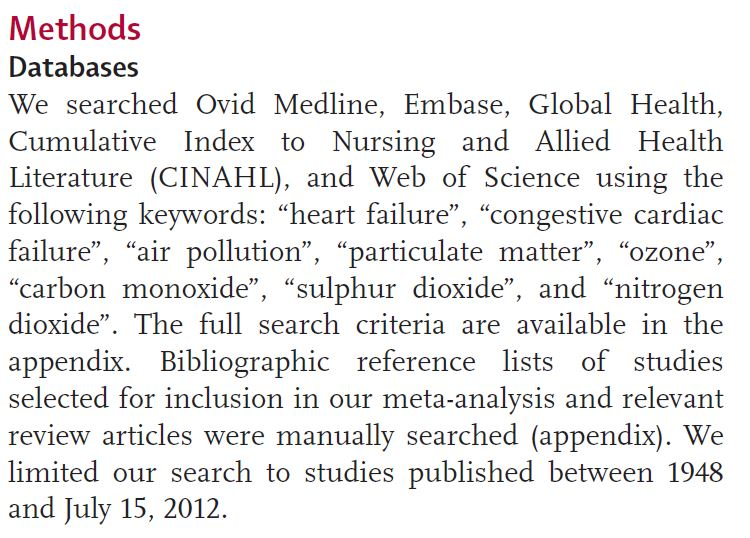 Methods
Databases
We searched Ovid Medline, Embase, Global Health,
Cumulative Index to Nursing and Allied Health
Literature (CINAHL), and Web of Science using the
following keywords: “heart failure”, “congestive cardiac
failure”, “air pollution”, “particulate matter”, “ozone”,
“carbon monoxide”, “sulphur dioxide”, and “nitrogen
dioxide”. The full search criteria are available in the
appendix. Bibliographic reference lists of studies
selected for inclusion in our meta-analysis and relevant
review articles were manually searched (appendix). We
limited our search to studies published between 1948
and July 15, 2012.